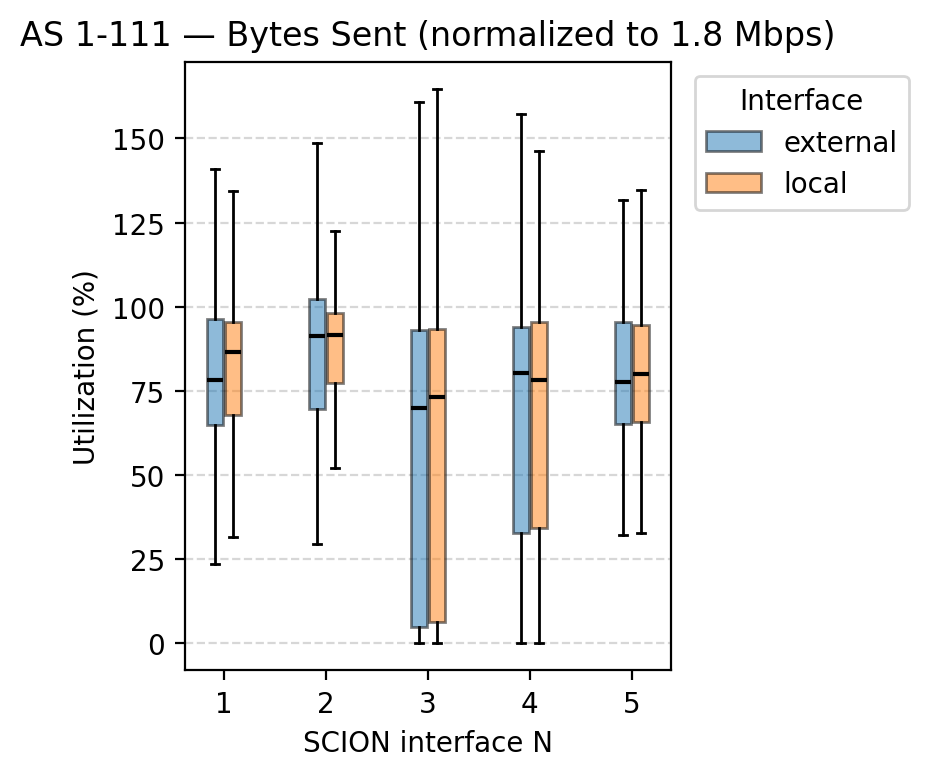 AS 1-111 — Bytes Sent (normalized to 1.8 Mbps)
Interface
external
local
Utilization (%)
150
125
100
75
50
25
0
1 2 3 4 5
SCION interface N